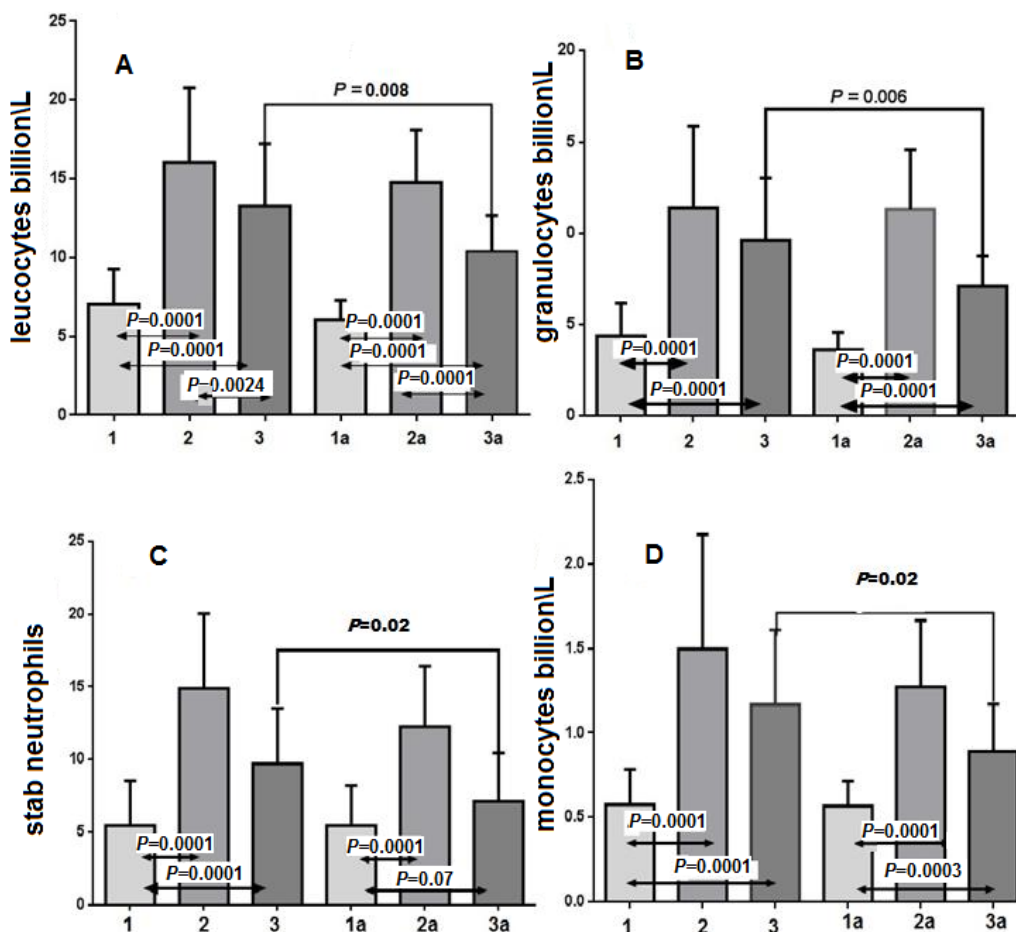 A
leucocytes billion\L
25
20
15
10
5
0
P = 0.008
P=0.0001
P=0.0001
P=0.0024
P=0.0001
P=0.0001
P=0.0001
1 2 3 1a 2a 3a
B
granulocytes billion\L
20
5
0
5
0
P = 0.006
P=0.0001
P=0.0001
P=0.0001
P=0.0001
1 2 3 1a 2a 3a
C
stab neutrophils
25
20
15
10
5
0
P=0.02
P=0.0001
P=0.0001
P=0.0001
P=0.07
1 2 3 1a 2a 3a
D
monocytes billion\L
2.5
2.0
1.5
1.0
0.5
0.0
P=0.02
P=0.0001
P=0.0001
P=0.0001
P=0.0003
1 2 3 1a 2a 3a